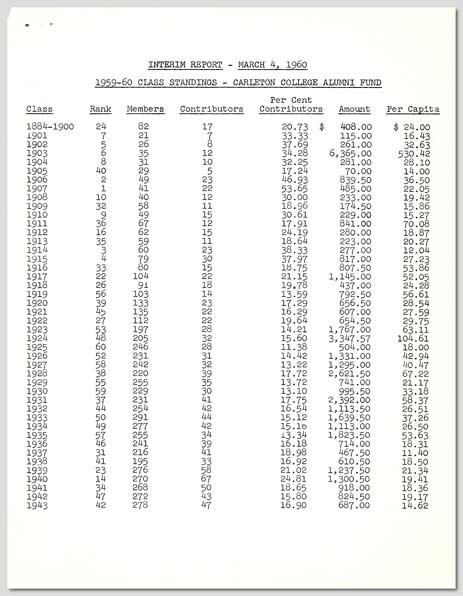 INTERIM REPORT - MARCH 4, 1960
1959-60 CLASS STANDINGS - CARLETON COLLEGE ALUMNI FUND
Per Cent
Class Rank Members Contributors Contributors Amount Per Capita
1884-1900 24 82 17 20.73 $ 408.00 $ 24.00
1901 7 21 7 33.33 115.00 16.43
1902 5 26 8 37.69 261.00 32.63
1903 6 35 12 34.28 6,365.00 530.42
1904 8 31 10 32.25 281.00 28.10
1905 40 29 5 17.24 70.00 14.00
1906 2 49 23 46.93 839.50 36.50
1907 1 41 22 53.65 485.00 22.05
1908 10 40 12 30.00 233.00 19.42
1909 32 58 11 18.96 174.50 15.86
1910 9 49 15 30.61 229.00 15.27
1911 36 67 12 17.91 841.00 70.08
1912 16 62 15 24.19 280.00 18.87
1913 35 59 11 18.64 223.00 20.27
1914 3 60 23 38.33 277.00 12.04
1915 4 79 30 37.97 817.00 27.23
1916 33 80 15 18.75 807.50 53.86
1917 22 104 22 21.15 1,145.00 52.05
1918 26 91 18 19.78 437.00 24.28
1919 56 103 14 13.59 792.50 56.61
1920 39 133 23 17.29 656.50 28.54
1921 45 135 22 16.29 607.00 27.59
1922 27 112 22 19.64 654.50 29.75
1923 53 197 28 14.21 1,767.00 63.11
1924 48 205 32 15.60 3,347.57 104.61
1925 60 246 28 11.38 504.00 18.00
1926 52 231 31 14.42 1,331.00 42.94
1927 58 242 32 13.22 1,295.00 40.47
1928 38 220 39 17.72 2,621.50 67.22
1929 55 255 35 13.72 741.00 21.17
1930 59 229 30 13.10 995.50 33.18
1931 37 231 41 17.75 2,392.00 58.37
1932 44 254 42 16.54 1,113.50 26.51
1933 50 291 44 15.12 1,639.50 37.26
1934 49 277 42 15.16 1,113.00 26.50
1935 57 255 34 13.34 1,823.50 53.63
1936 46 241 39 16.18 714.00 18.31
1937 31 216 41 18.98 467.50 11.40
1938 41 195 33 16.92 610.50 18.50
1939 23 276 58 21.02 1,237.50 21.34
1940 14 270 67 24.81 1,300.50 19.41
1941 34 268 50 18.65 918.00 18.36
1942 47 272 43 15.80 824.50 19.17
1943 42 278 47 16.90 687.00 14.62